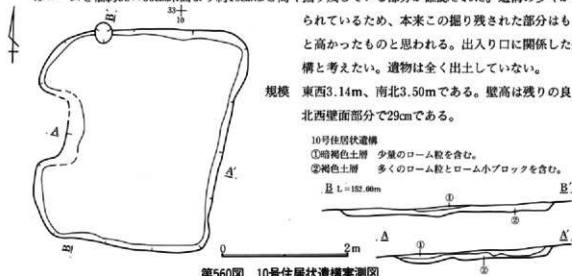 られているため、本来この掘り残された部分はも
と高かったものと思われる。出入り口に関係した
構と考えたい。遺物は全く出土していない。
規模 東西3.14m、南北3.50mである。壁高は残りの良
北西壁面部分で29cmである。
10号住居状遺構
①暗褐色土層 少量のローム粒を含む。
②褐色土層 多くのローム粒とローム小ブロックを含む。
B L=152.00m B'
①
②
A A'
① ②
33
10
B'
A
A'
B
0 2m
第560図 10号住居状遺構実測図